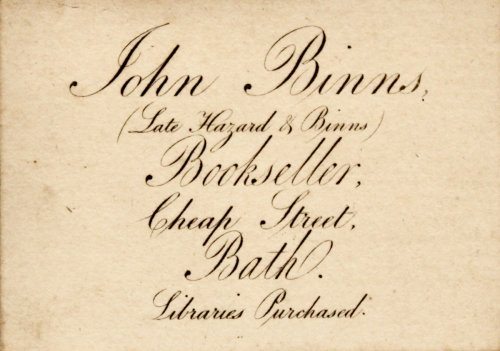 John Binns,
(Late Hazard & Binns)
Bookseller,
Cheap Street,
Bath.
Libraries Purchased.